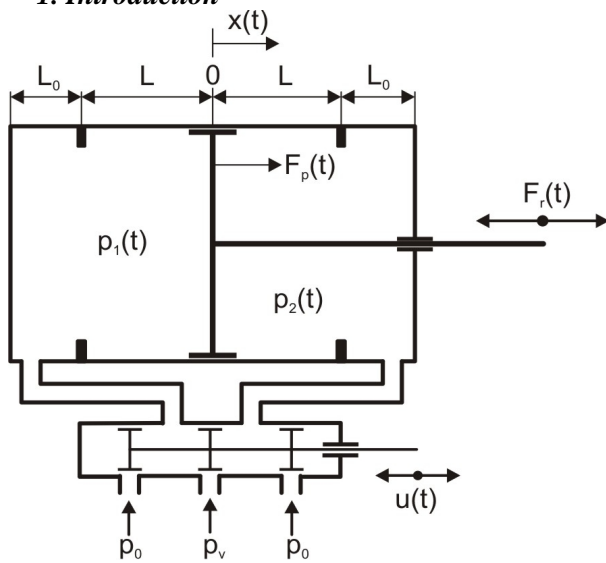 1. Introduction
x(t)
L₀ L 0 L L₀
Fₚ(t)
Fᵣ(t)
p₁(t)
p₂(t)
u(t)
p₀ pᵥ p₀